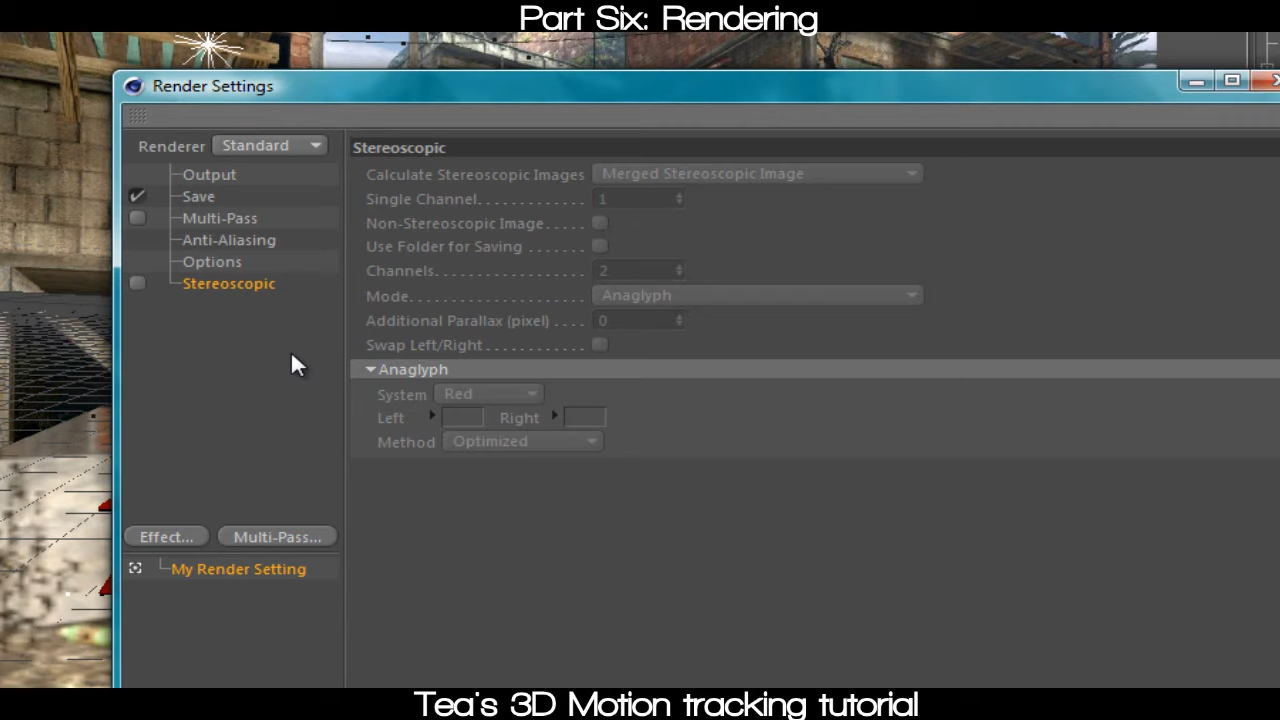 Part Six: Rendering
Render Settings
Renderer Standard
Output
Save
Multi-Pass
Anti-Aliasing
Options
Stereoscopic
Effect... Multi-Pass...
My Render Setting
Stereoscopic
Calculate Stereoscopic Images Merged Stereoscopic Image
Single Channel. . . . . . . . . . . . . 1
Non-Stereoscopic Image. . . . .
Use Folder for Saving . . . . . . .
Channels. . . . . . . . . . . . . . . . . . 2
Mode. . . . . . . . . . . . . . . . . . . . . Anaglyph
Additional Parallax (pixel) . . . . 0
Swap Left/Right . . . . . . . . . . . .
Anaglyph
System Red
Left Right
Method Optimized
Tea's 3D Motion tracking tutorial